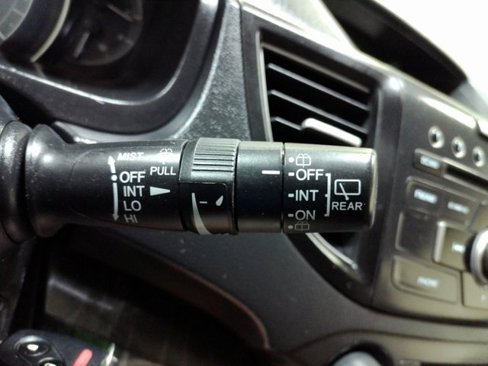 MIST
OFF
PULL
INT
LO
HI
OFF
INT
ON
REAR